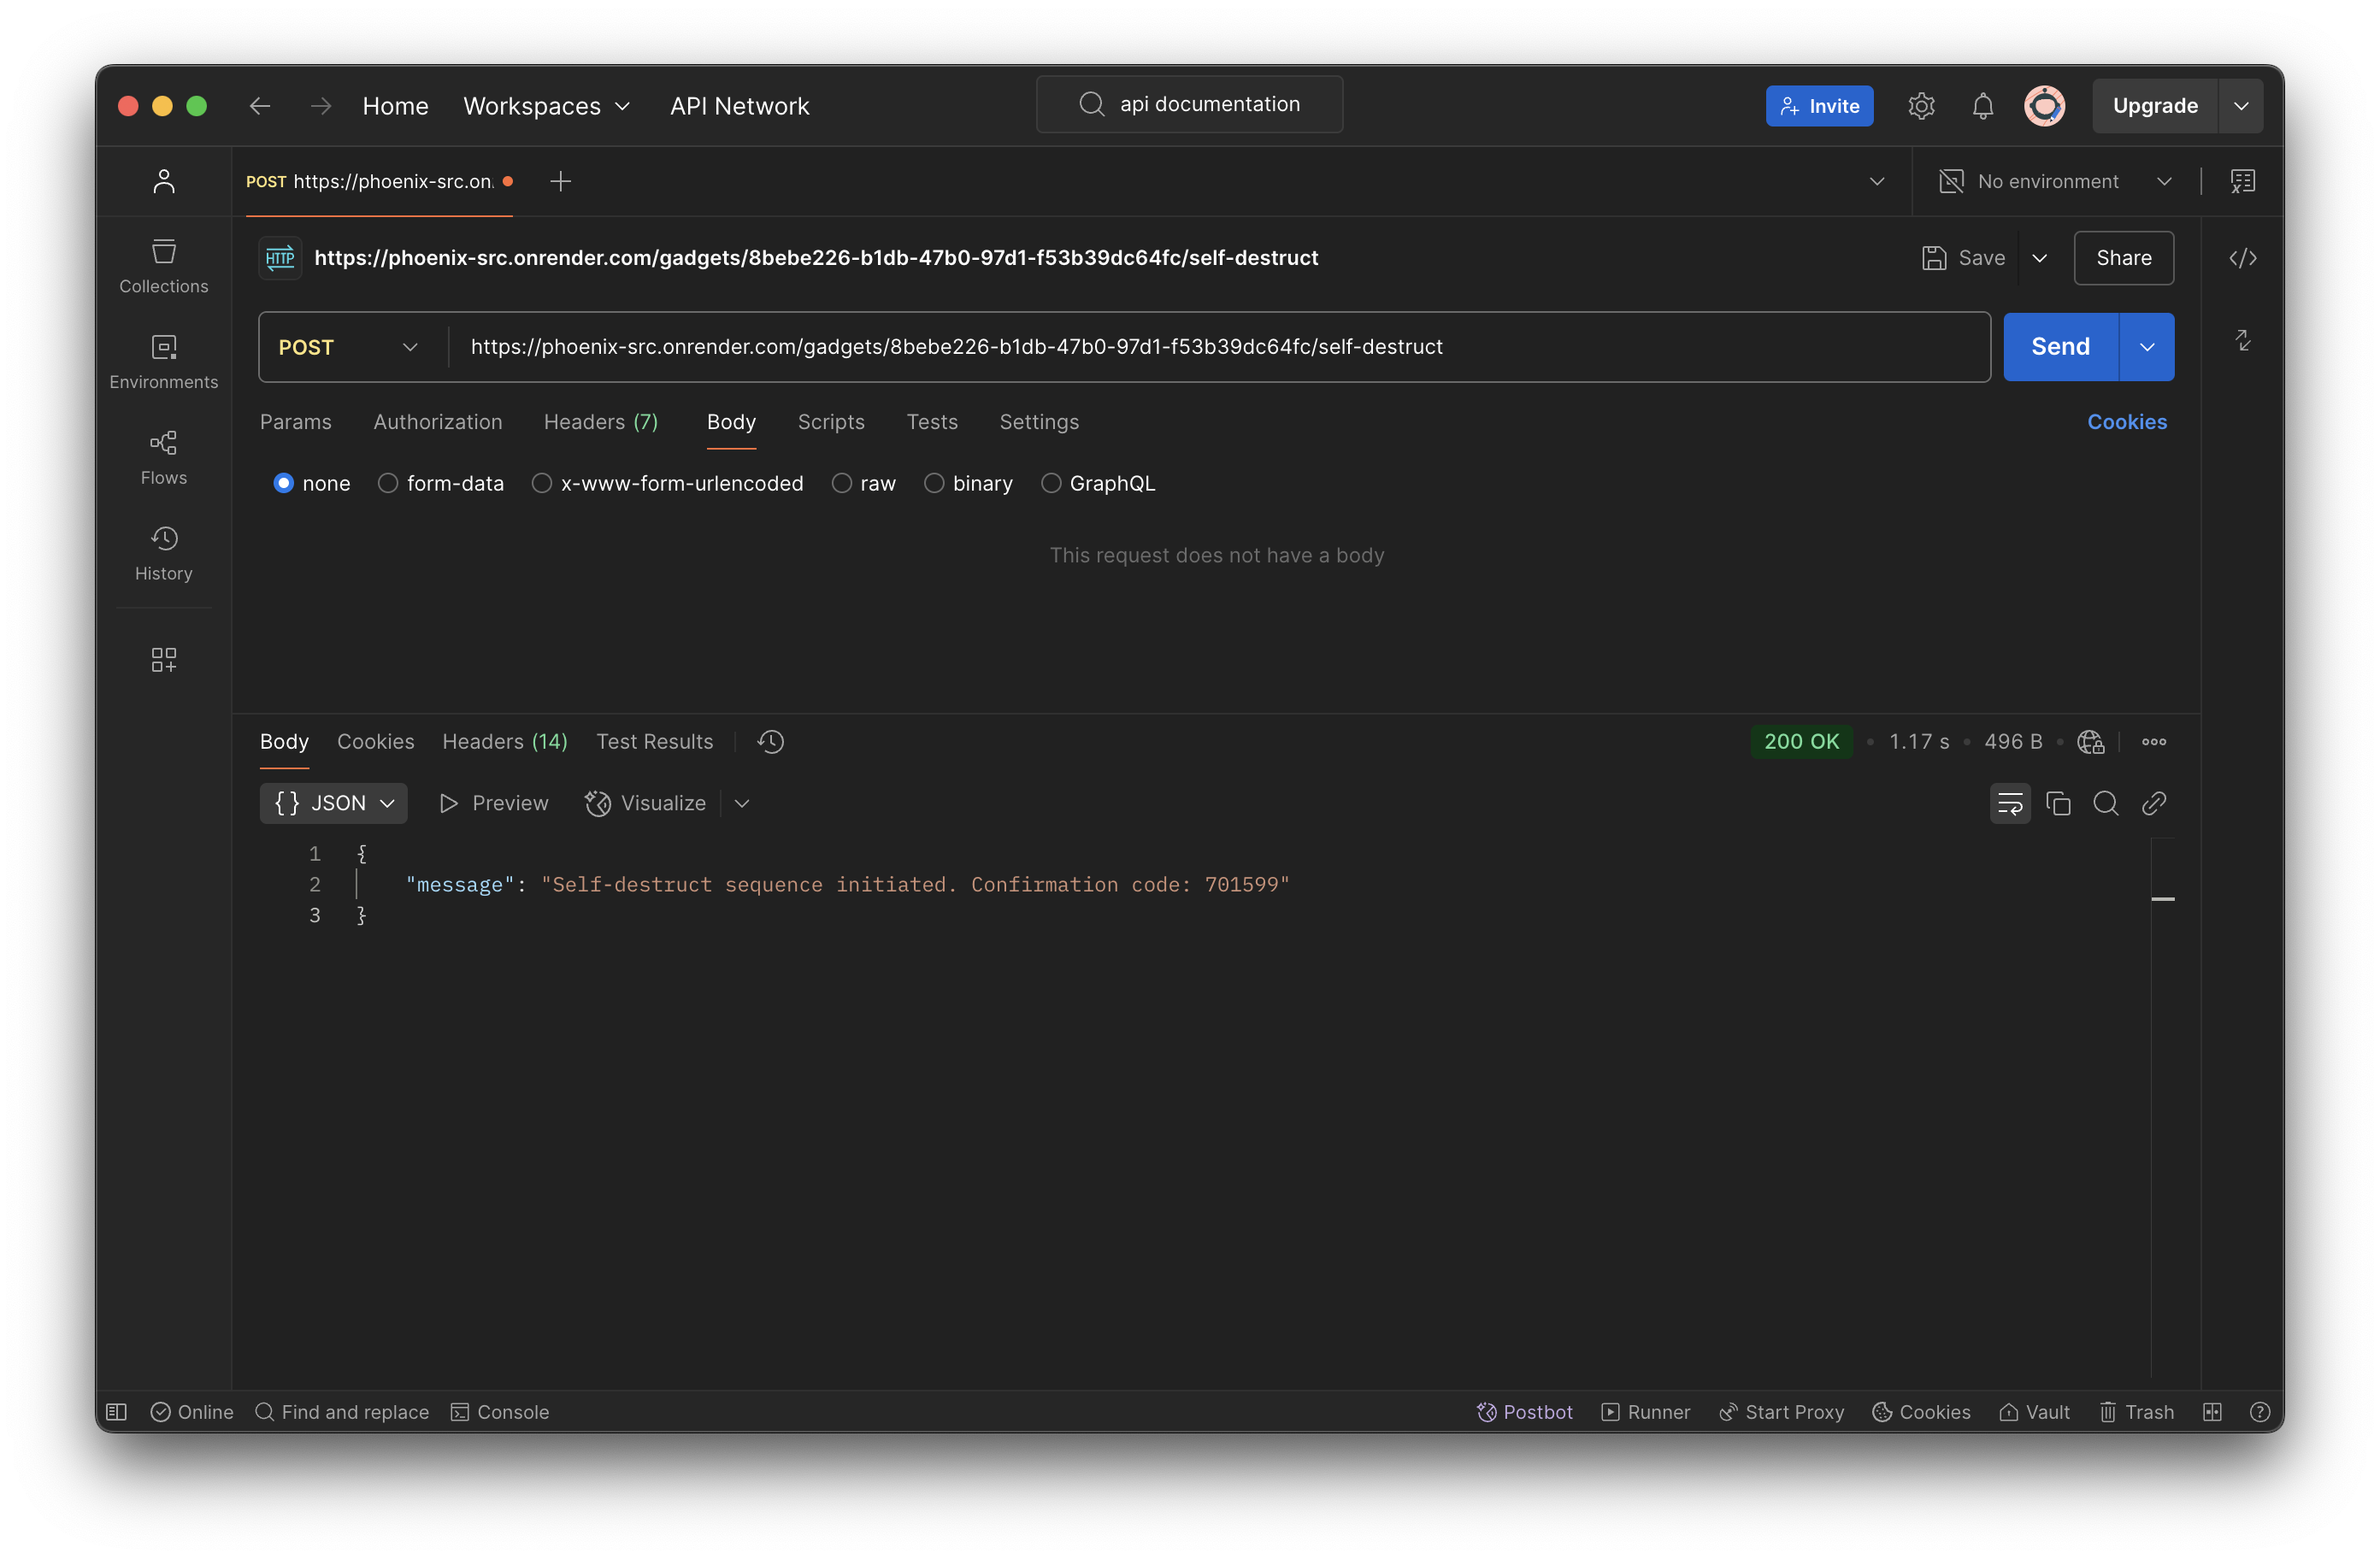 Home Workspaces API Network api documentation Invite Upgrade
POST https://phoenix-src.on No environment
HTTP https://phoenix-src.onrender.com/gadgets/8bebe226-b1db-47b0-97d1-f53b39dc64fc/self-destruct Save Share
Collections
POST https://phoenix-src.onrender.com/gadgets/8bebe226-b1db-47b0-97d1-f53b39dc64fc/self-destruct Send
Environments
Params Authorization Headers (7) Body Scripts Tests Settings Cookies
Flows
none form-data x-www-form-urlencoded raw binary GraphQL
History
This request does not have a body
Body Cookies Headers (14) Test Results 200 OK • 1.17 s • 496 B •
{} JSON Preview Visualize
1 {
2 "message": "Self-destruct sequence initiated. Confirmation code: 701599"
3 }
Online Find and replace Console Postbot Runner Start Proxy Cookies Vault Trash